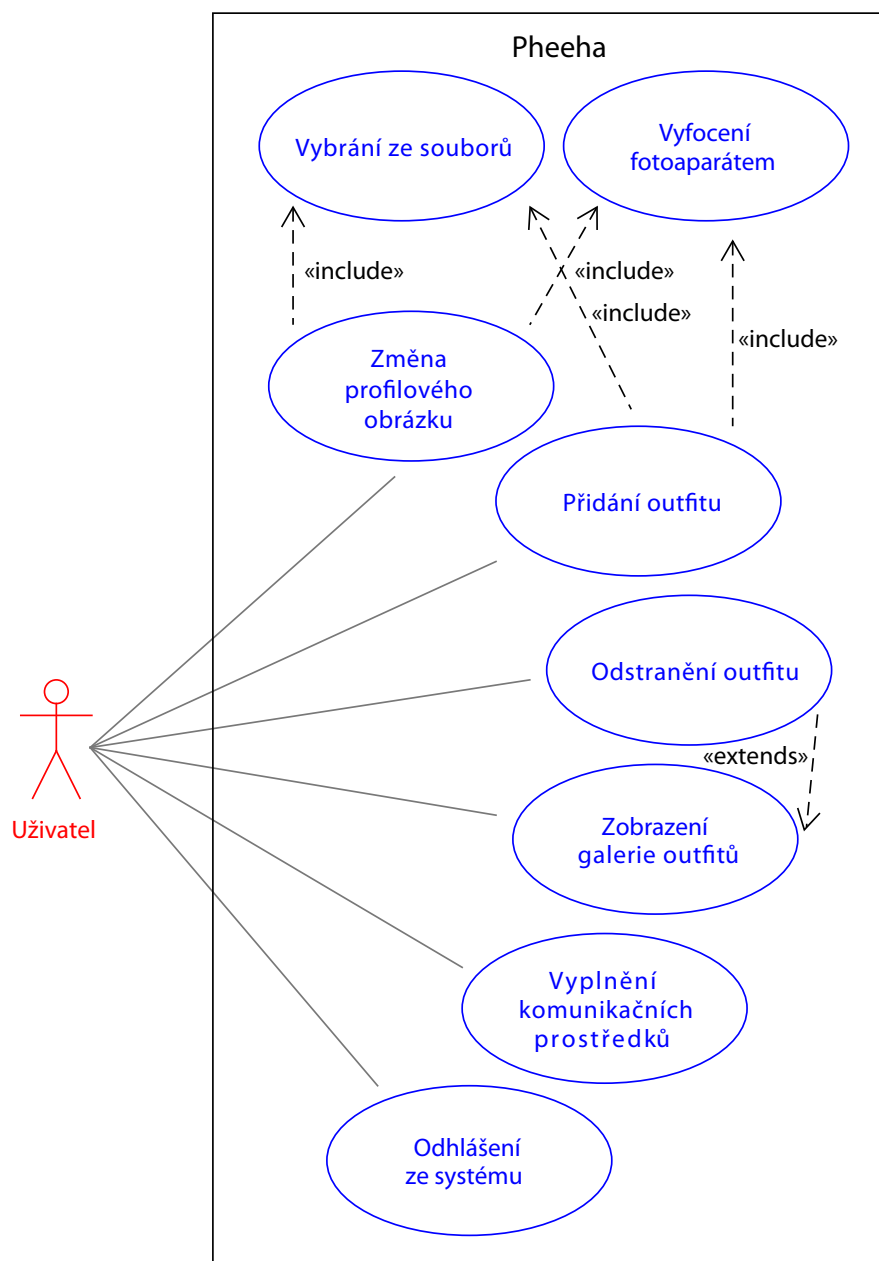 Pheeha
Vybrání ze souborů
Vyfocení
fotoaparátem
«include»
«include»
«include»
«include»
Změna
profilového
obrázku
Přidání outfitu
Odstranění outfitu
«extends»
Uživatel
Zobrazení
galerie outfitů
Vyplnění
komunikačních
prostředků
Odhlášení
ze systému